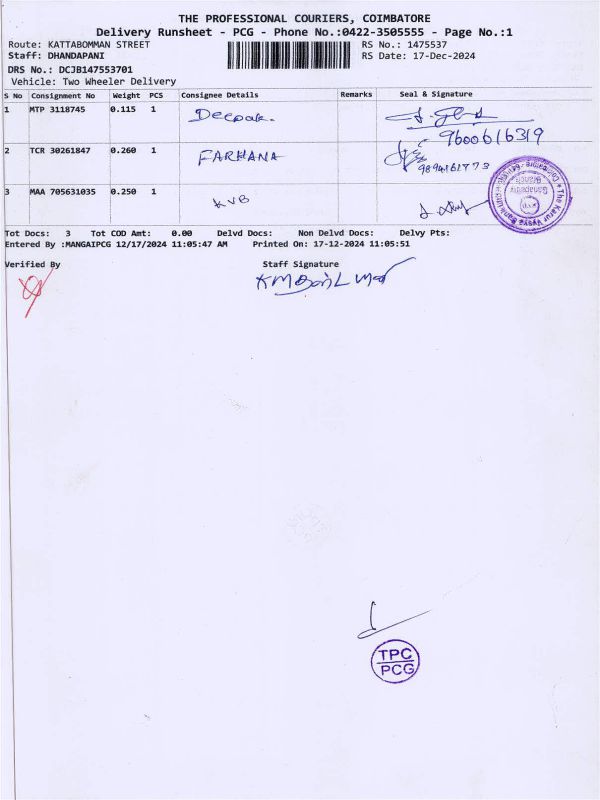 THE PROFESSIONAL COURIERS, COIMBATORE
Delivery Runsheet - PCG - Phone No.:0422-3505555 - Page No.:1
Route: KATTABOMMAN STREET
RS No.: 1475537
Staff: DHANDAPANI
RS Date: 17-Dec-2024
DRS No.: DCJB147553701
Vehicle: Two Wheeler Delivery
S No Consignment No Weight PCS Consignee Details Remarks Seal & Signature
1 MTP 3118745 0.115 1 Deepak.
9600616319
2 TCR 30261847 0.260 1 FARHANA
9894161773
3 MAA 705631035 0.250 1 KVB
Tot Docs: 3 Tot COD Amt: 0.00 Delvd Docs: Non Delvd Docs: Delvy Pts:
Entered By :MANGAIPCG 12/17/2024 11:05:47 AM Printed On: 17-12-2024 11:05:51
Verified By Staff Signature
TPC
PCG